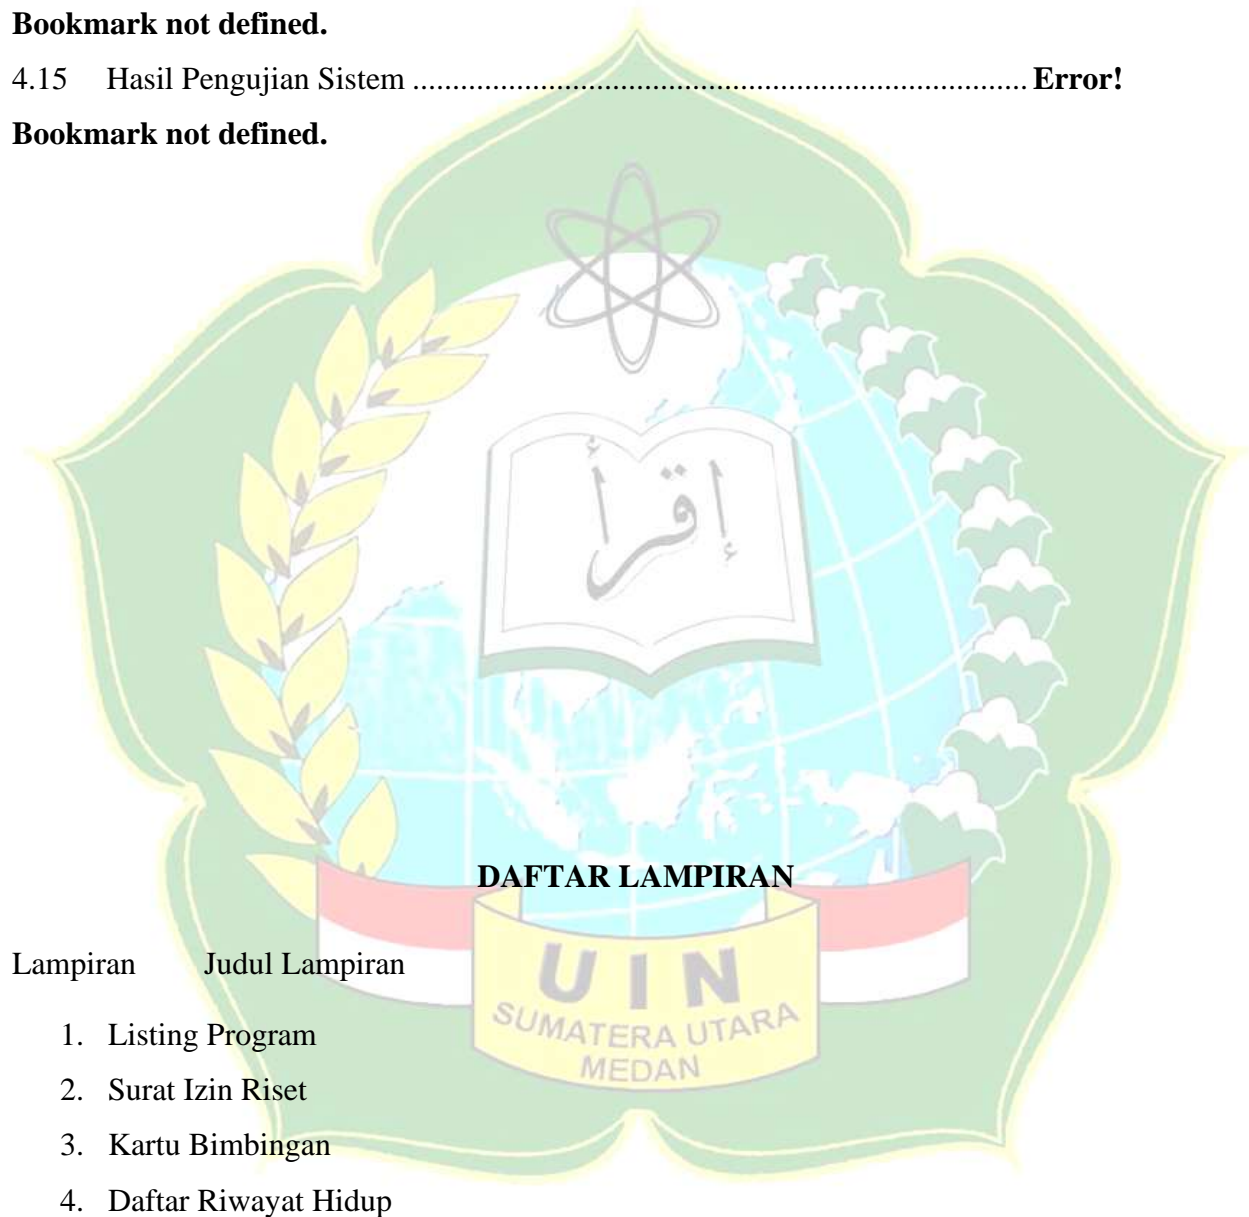 Bookmark not defined.
4.15 Hasil Pengujian Sistem ............................................................................. Error!
Bookmark not defined.
إقرأ
DAFTAR LAMPIRAN
Lampiran Judul Lampiran
UIN
SUMATERA UTARA
MEDAN
1. Listing Program
2. Surat Izin Riset
3. Kartu Bimbingan
4. Daftar Riwayat Hidup